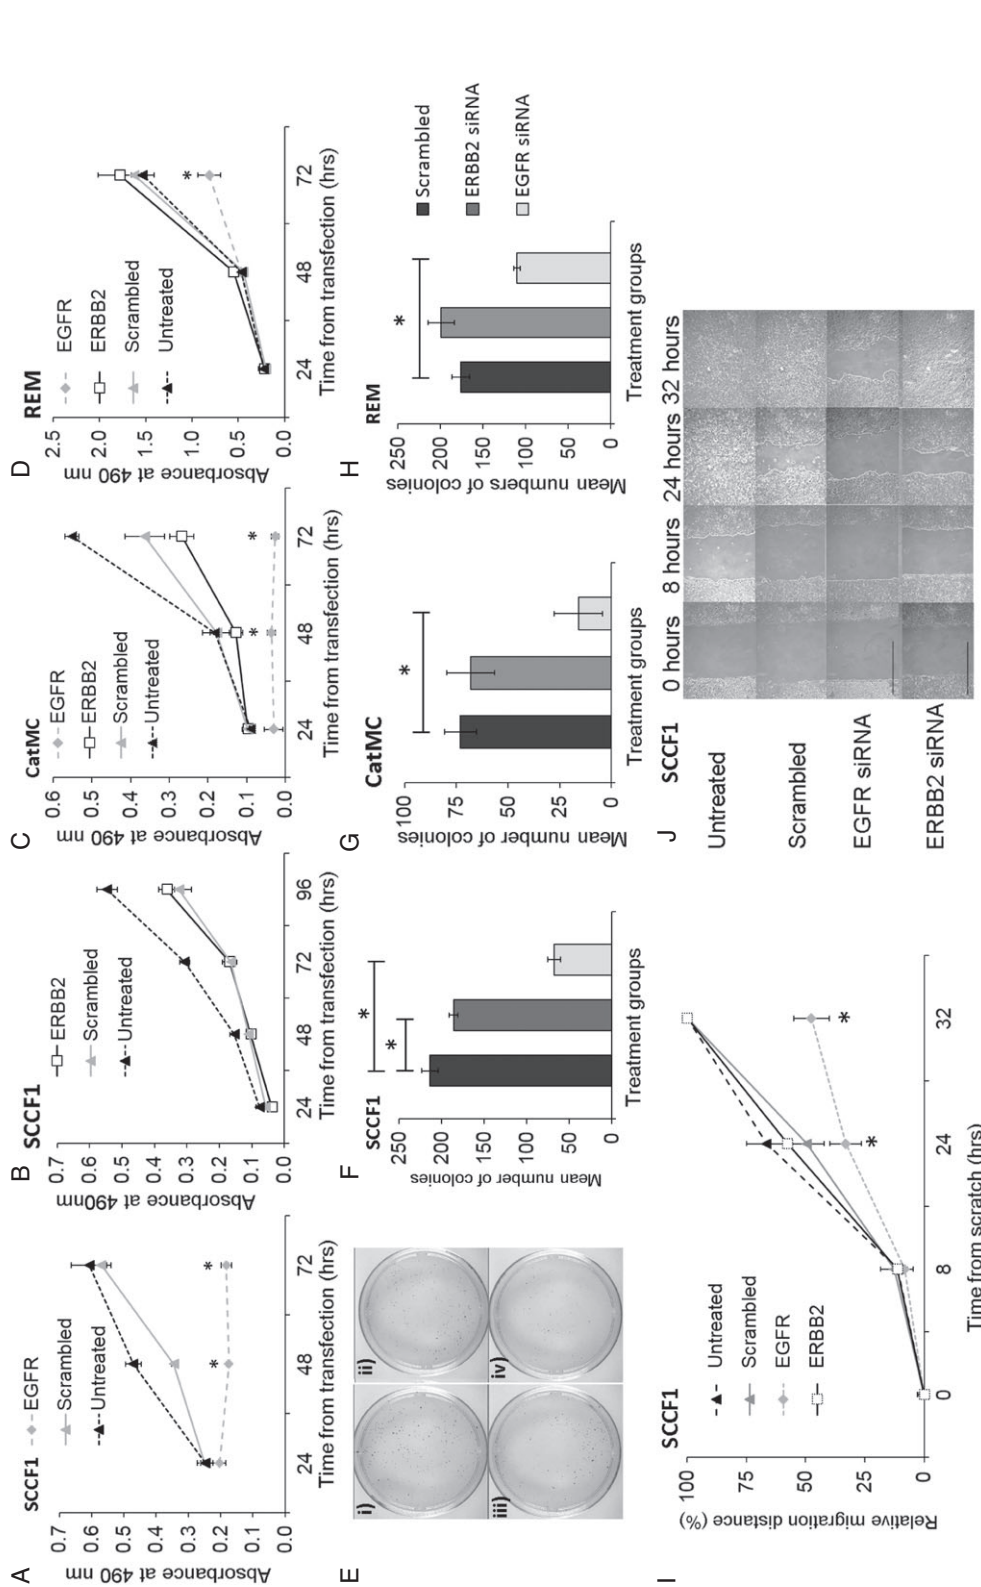 A
SCCF1
EGFR
Scrambled
Untreated
Absorbance at 490 nm
0.7
0.6
0.5
0.4
0.3
0.2
0.1
0.0
*
*
24
48
72
Time from transfection (hrs)
B
SCCF1
ERBB2
Scrambled
Untreated
Absorbance at 490nm
0.7
0.6
0.5
0.4
0.3
0.2
0.1
0.0
24
48
72
96
Time from transfection (hrs)
C
CatMC
EGFR
ERBB2
Scrambled
Untreated
Absorbance at 490 nm
0.6
0.5
0.4
0.3
0.2
0.1
0.0
*
*
24
48
72
Time from transfection (hrs)
D
REM
EGFR
ERBB2
Scrambled
Untreated
Absorbance at 490 nm
2.5
2.0
1.5
1.0
0.5
0.0
*
24
48
72
Time from transfection (hrs)
E
i)
ii)
iii)
iv)
F
SCCF1
Mean number of colonies
250
200
150
100
50
0
*
*
Treatment groups
G
CatMC
Mean number of colonies
100
75
50
25
0
*
Treatment groups
H
REM
Mean numbers of colonies
250
200
150
100
50
0
*
Treatment groups
Scrambled
ERBB2 siRNA
EGFR siRNA
I
SCCF1
Untreated
Scrambled
EGFR
ERBB2
Relative migration distance (%)
100
75
50
25
0
*
*
0
8
24
32
Time from scratch (hrs)
J
SCCF1
0 hours
8 hours
24 hours
32 hours
Untreated
Scrambled
EGFR siRNA
ERBB2 siRNA